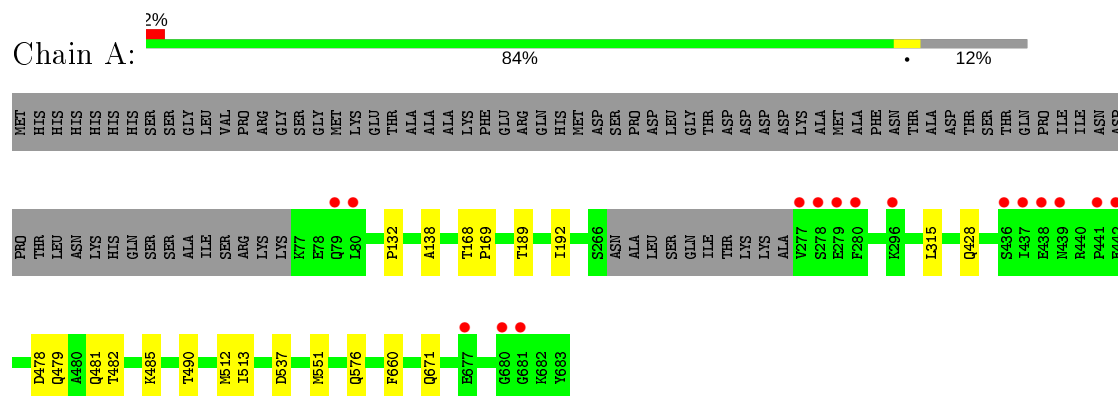 2%
Chain A:
84% • 12%
MET HIS HIS HIS HIS HIS HIS SER SER GLY LEU VAL PRO ARG GLY SER GLY MET LYS GLU THR ALA ALA ALA LYS PHE GLU ARG GLN HIS MET ASP SER PRO ASP LEU GLY THR ASP ASP ASP ASP LYS ALA MET ALA PHE ASN THR ALA ASP THR SER THR GLN PRO ILE ILE ASN ASP
PRO THR LEU ASN LYS HIS GLN SER SER ALA ILE SER ARG LYS LYS K77 E78 Q79 L80 P132 A138 T168 P169 T189 I192 S266 ASN ALA LEU SER GLN ILE THR LYS LYS ALA V277 S278 E279 F280 K296 L315 Q428 S436 I437 E438 N439 R440 P441
D478 Q479 A480 Q481 T482 K485 T490 M512 I513 D537 M551 Q576 F660 Q671 E677 G680 G681 K682 Y683